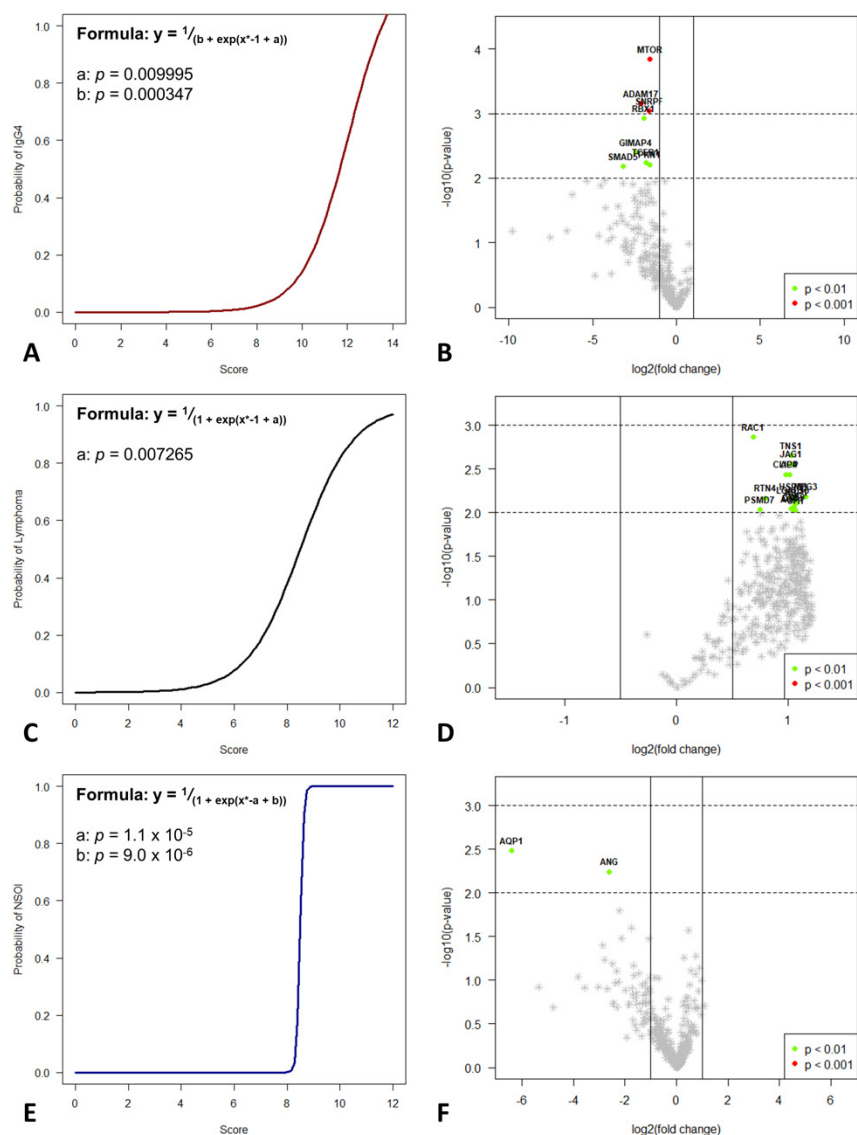 Formula: y = 1/(b + exp(x*-1 + a))
a: p = 0.009995
b: p = 0.000347
Probability of IgG4
1.0
0.8
0.6
0.4
0.2
0.0
0 2 4 6 8 10 12 14
Score
A
-log10(p-value)
4
3
2
1
0
MTOR
ADAM17
SNRPF
RBX1
GIMAP4
SMAD5
p < 0.01
p < 0.001
-10 -5 0 5 10
log2(fold change)
B
Formula: y = 1/(1 + exp(x*-1 + a))
a: p = 0.007265
Probability of Lymphoma
1.0
0.8
0.6
0.4
0.2
0.0
0 2 4 6 8 10 12
Score
C
-log10(p-value)
3.0
2.5
2.0
1.5
1.0
0.5
0.0
RAC1
TNS1
JAG1
RTN4
PSMD7
p < 0.01
p < 0.001
-1 0 1
log2(fold change)
D
Formula: y = 1/(1 + exp(x*-a + b))
a: p = 1.1 x 10-5
b: p = 9.0 x 10-6
Probability of NSOI
1.0
0.8
0.6
0.4
0.2
0.0
0 2 4 6 8 10 12
Score
E
-log10(p-value)
3.0
2.5
2.0
1.5
1.0
0.5
0.0
AQP1
ANG
p < 0.01
p < 0.001
-6 -4 -2 0 2 4 6
log2(fold change)
F